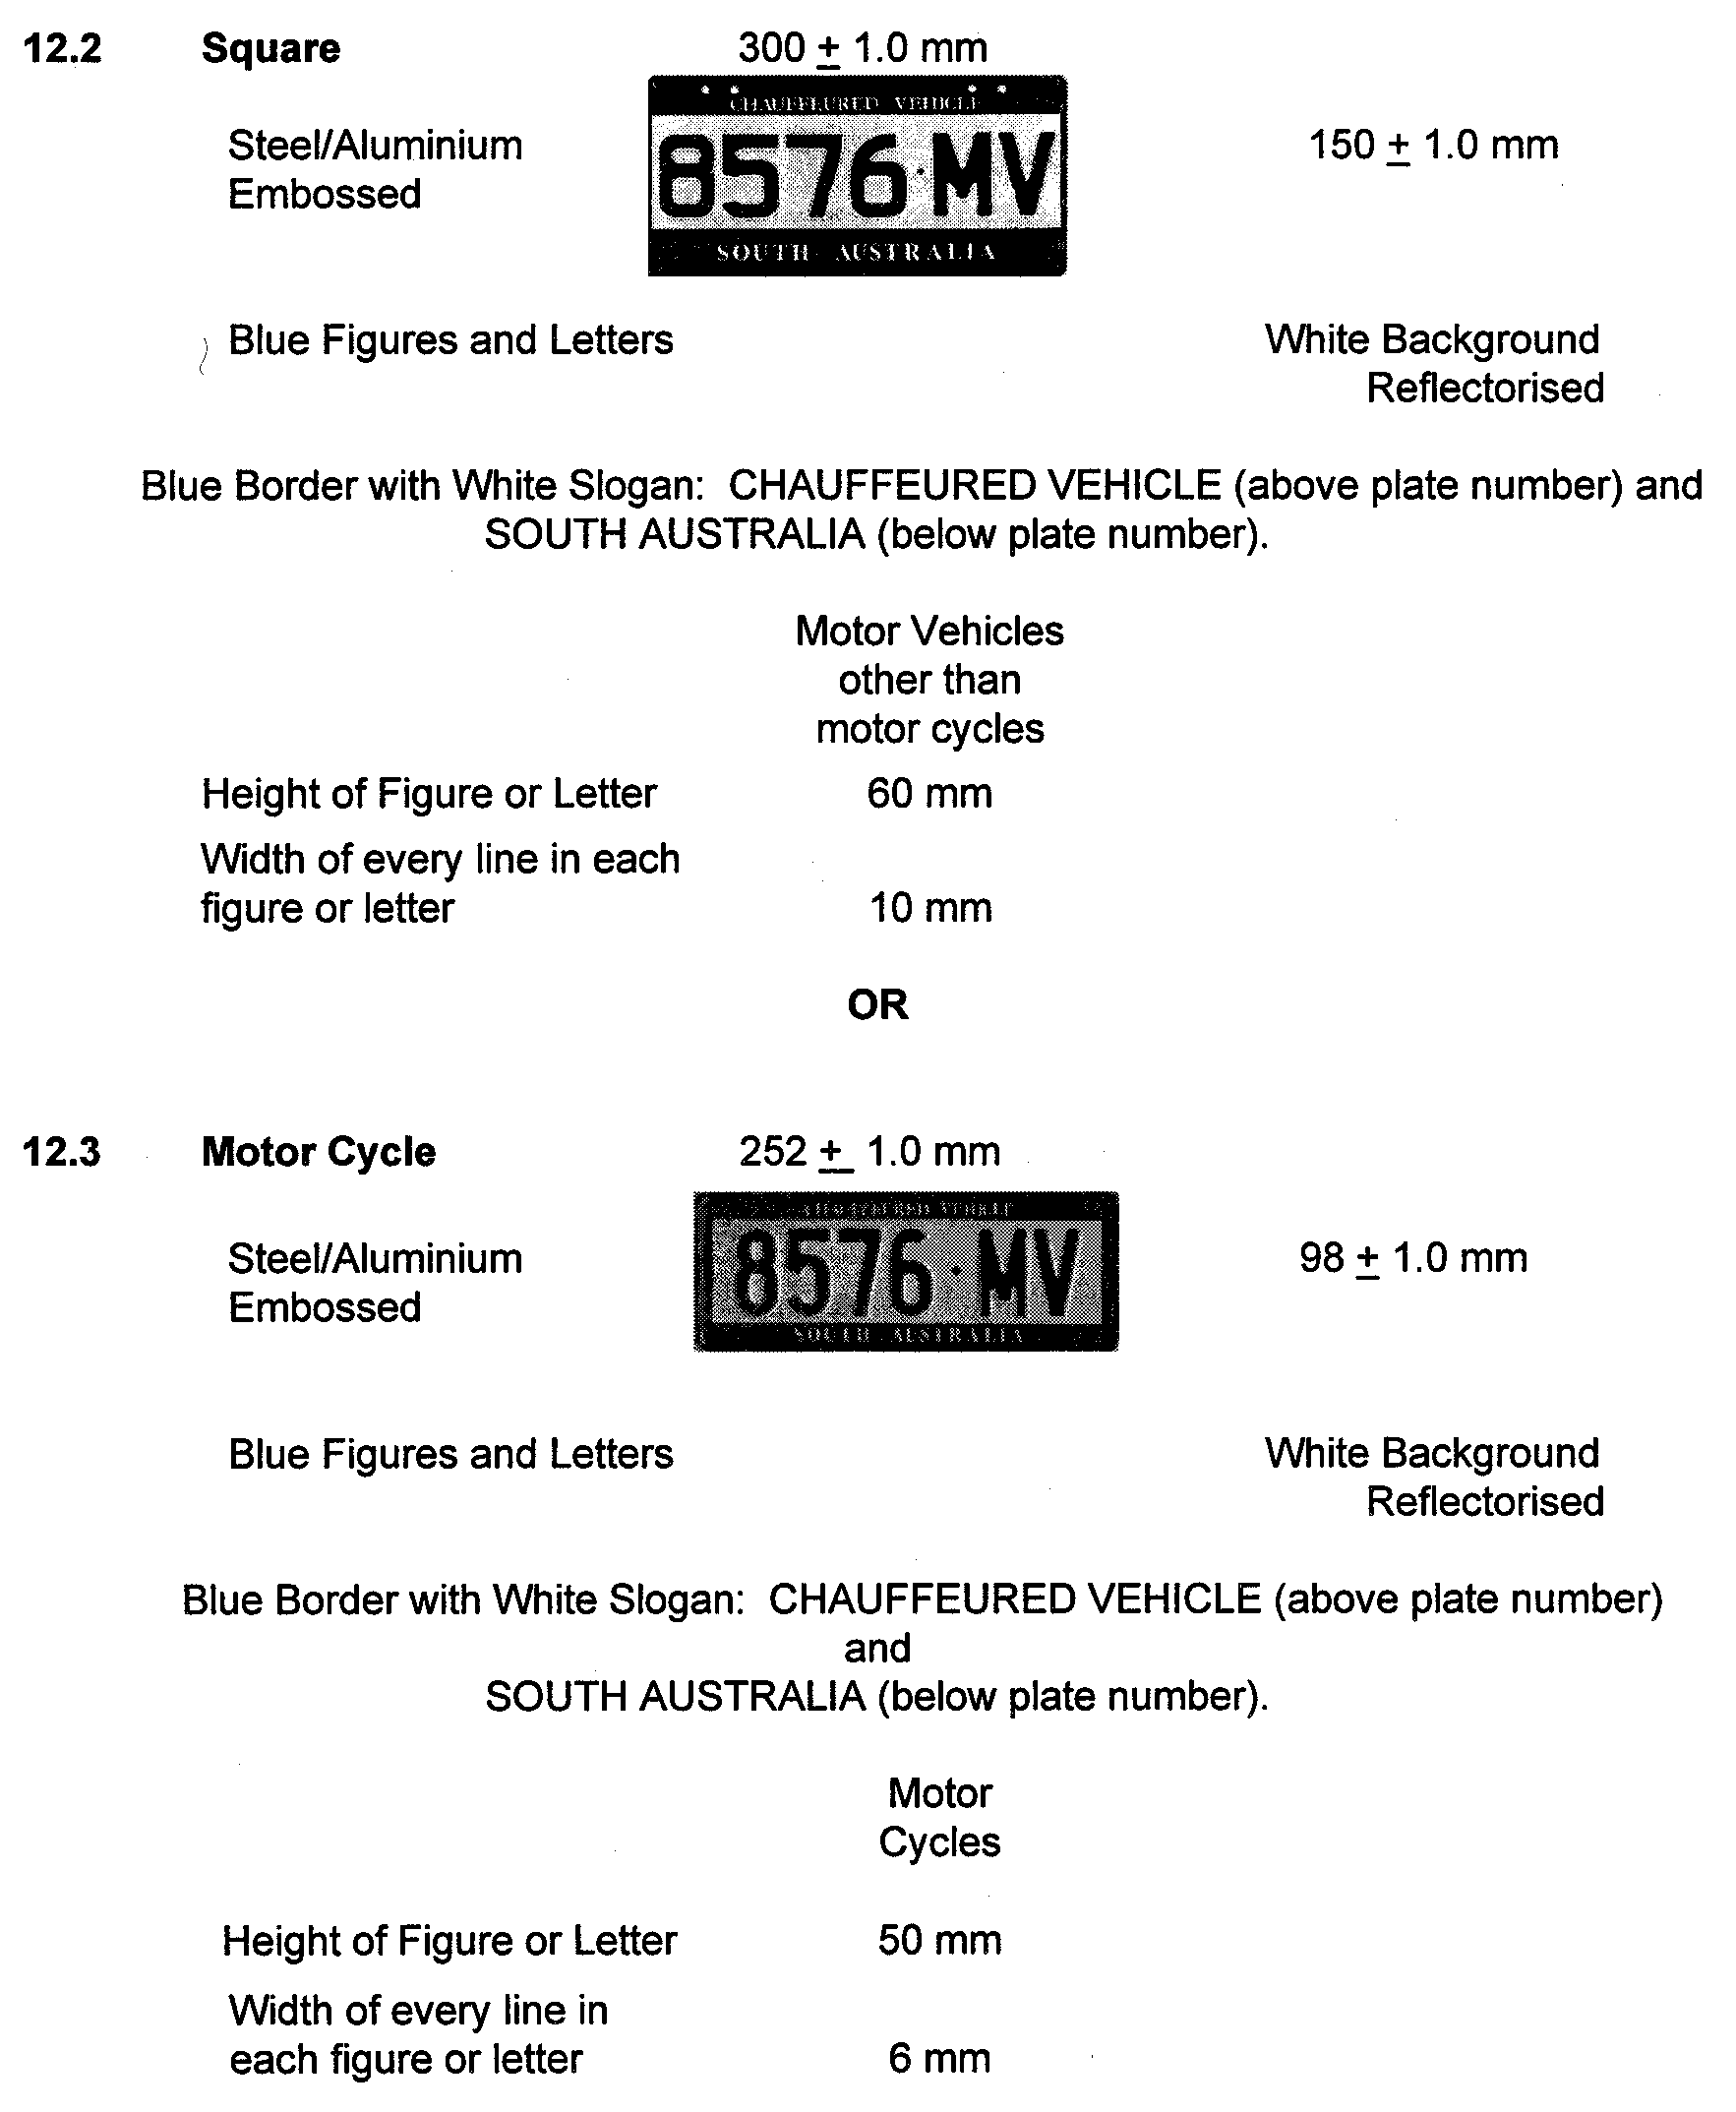 12.2 Square 300 ± 1.0 mm
CHAUFFEURED VEHICLE
Steel/Aluminium
Embossed
8576·MV
150 ± 1.0 mm
SOUTH AUSTRALIA
Blue Figures and Letters
White Background
Reflectorised
Blue Border with White Slogan: CHAUFFEURED VEHICLE (above plate number) and
SOUTH AUSTRALIA (below plate number).
Motor Vehicles
other than
motor cycles
Height of Figure or Letter 60 mm
Width of every line in each
figure or letter 10 mm
OR
12.3 Motor Cycle 252 ± 1.0 mm
CHAUFFEURED VEHICLE
Steel/Aluminium
Embossed
8576·MV
98 ± 1.0 mm
SOUTH AUSTRALIA
Blue Figures and Letters
White Background
Reflectorised
Blue Border with White Slogan: CHAUFFEURED VEHICLE (above plate number)
and
SOUTH AUSTRALIA (below plate number).
Motor
Cycles
Height of Figure or Letter 50 mm
Width of every line in
each figure or letter 6 mm